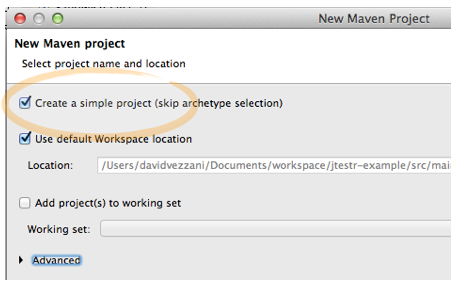 New Maven Project
New Maven project
Select project name and location
Create a simple project (skip archetype selection)
Use default Workspace location
Location: /Users/davidvezzani/Documents/workspace/jtestr-example/src/mai
Add project(s) to working set
Working set:
Advanced